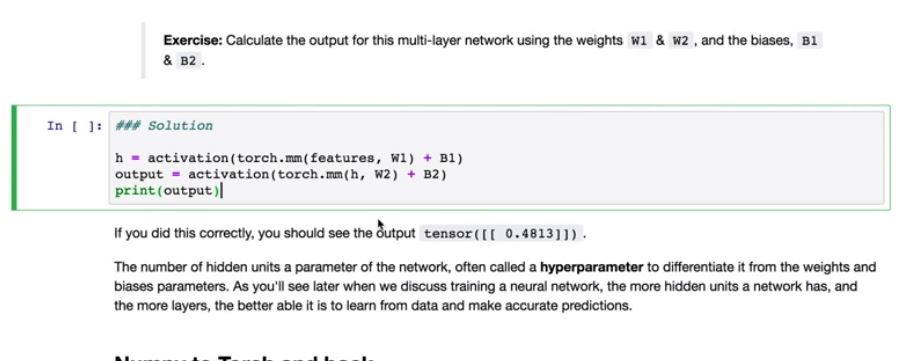 Exercise: Calculate the output for this multi-layer network using the weights W1 & W2 , and the biases, B1
& B2 .
In [ ]: ### Solution
h = activation(torch.mm(features, W1) + B1)
output = activation(torch.mm(h, W2) + B2)
print(output)
If you did this correctly, you should see the output tensor([[ 0.4813]]) .
The number of hidden units a parameter of the network, often called a hyperparameter to differentiate it from the weights and
biases parameters. As you'll see later when we discuss training a neural network, the more hidden units a network has, and
the more layers, the better able it is to learn from data and make accurate predictions.
Numpy to Torch and back